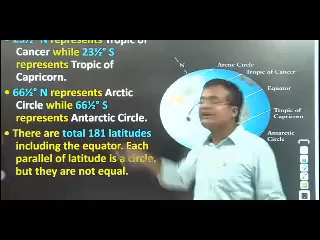 23½° N represents Tropic of
Cancer while 23½° S
represents Tropic of
Capricorn.
• 66½° N represents Arctic
Circle while 66½° S
represents Antarctic Circle.
• There are total 181 latitudes
including the equator. Each
parallel of latitude is a circle,
but they are not equal.
N
Arctic Circle
Tropic of Cancer
Equator
Tropic of
Capricorn
Antarctic
Circle